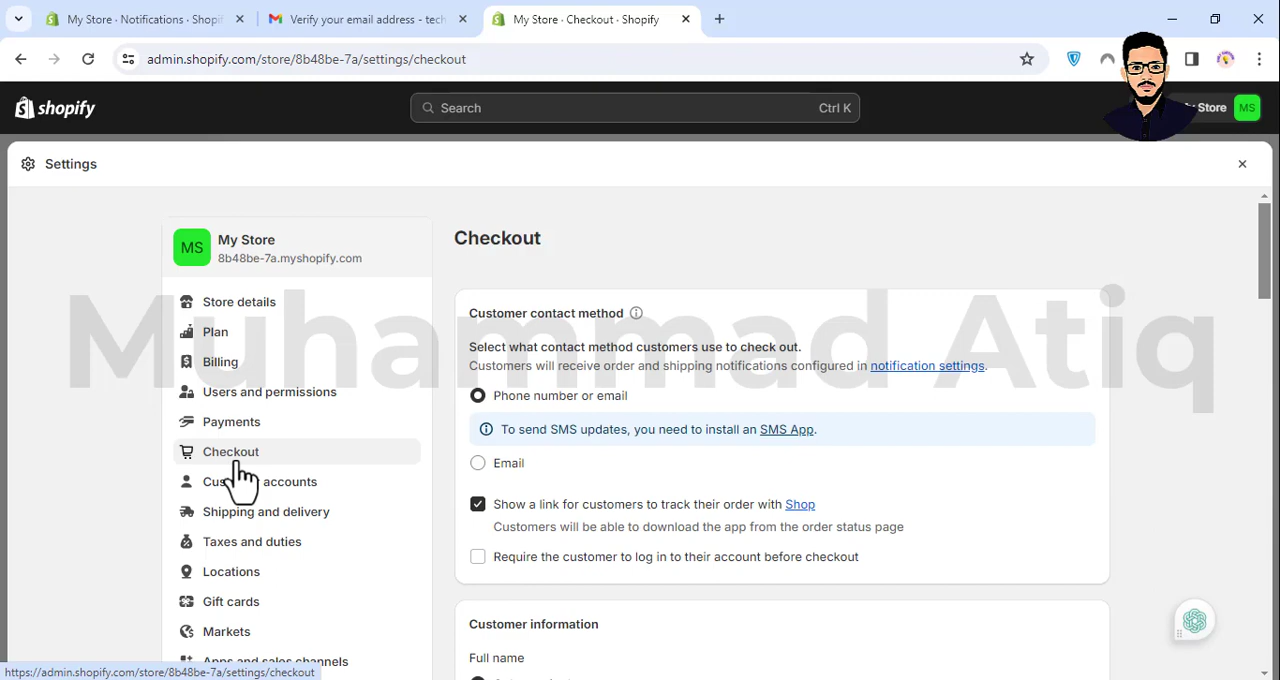 My Store · Notifications · Shopif
Verify your email address - tech
My Store · Checkout · Shopify
admin.shopify.com/store/8b48be-7a/settings/checkout
shopify
Search
Ctrl K
Store
MS
Settings
MS
My Store
8b48be-7a.myshopify.com
Store details
Plan
Billing
Users and permissions
Payments
Checkout
accounts
Shipping and delivery
Taxes and duties
Locations
Gift cards
Markets
Apps and sales channels
Checkout
Customer contact method
Select what contact method customers use to check out.
Customers will receive order and shipping notifications configured in notification settings.
Phone number or email
To send SMS updates, you need to install an SMS App.
Email
Show a link for customers to track their order with Shop
Customers will be able to download the app from the order status page
Require the customer to log in to their account before checkout
Customer information
Full name
Muhammad Atiq
https://admin.shopify.com/store/8b48be-7a/settings/checkout